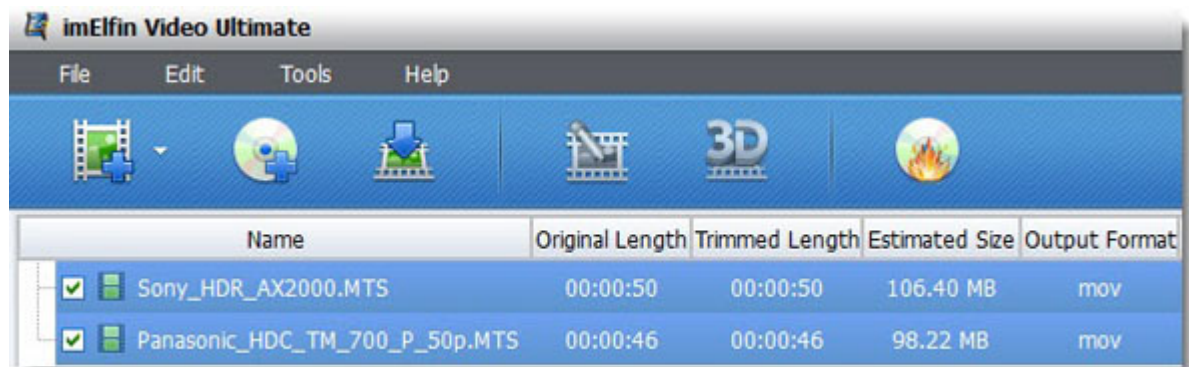 imElfin Video Ultimate
File Edit Tools Help
3D
Name Original Length Trimmed Length Estimated Size Output Format
Sony_HDR_AX2000.MTS 00:00:50 00:00:50 106.40 MB mov
Panasonic_HDC_TM_700_P_50p.MTS 00:00:46 00:00:46 98.22 MB mov